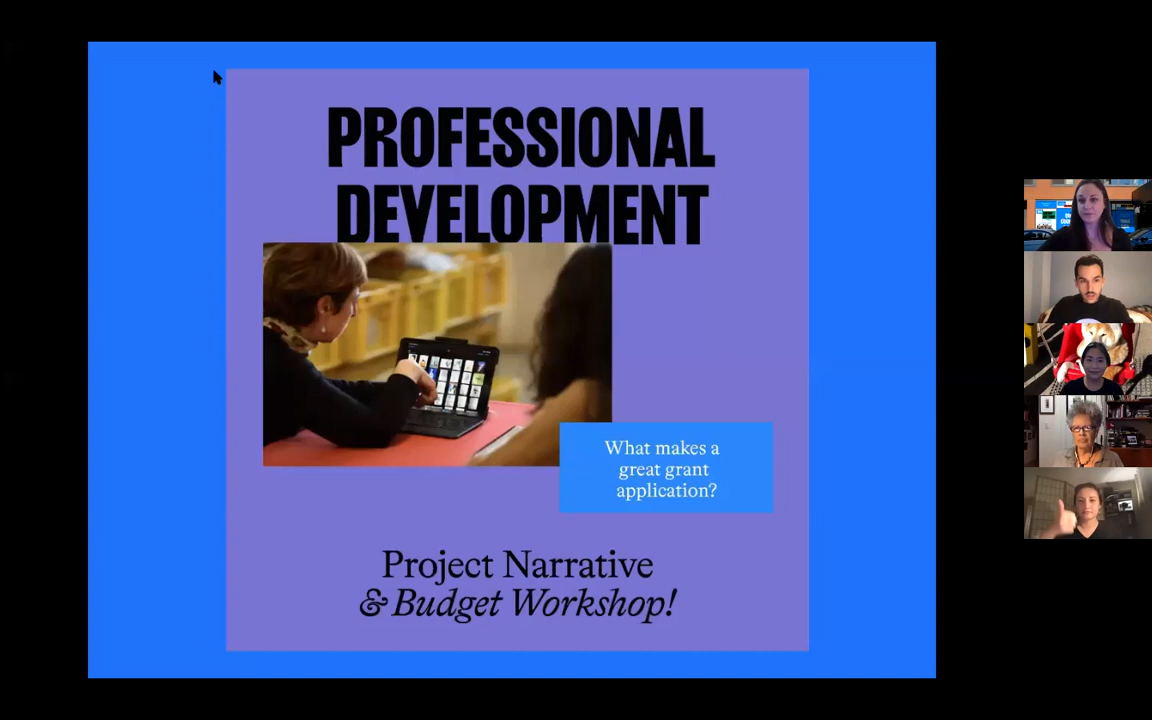 PROFESSIONAL
DEVELOPMENT
What makes a
great grant
application?
Project Narrative
& Budget Workshop!